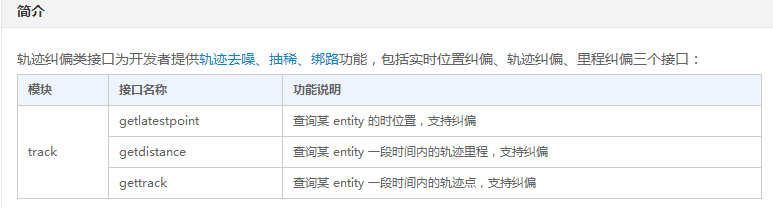 简介
轨迹纠偏类接口为开发者提供轨迹去噪、抽稀、绑路功能，包括实时位置纠偏、轨迹纠偏、里程纠偏三个接口：
模块 接口名称 功能说明
getlatestpoint 查询某 entity 的时位置，支持纠偏
track getdistance 查询某 entity 一段时间内的轨迹里程，支持纠偏
gettrack 查询某 entity 一段时间内的轨迹点，支持纠偏